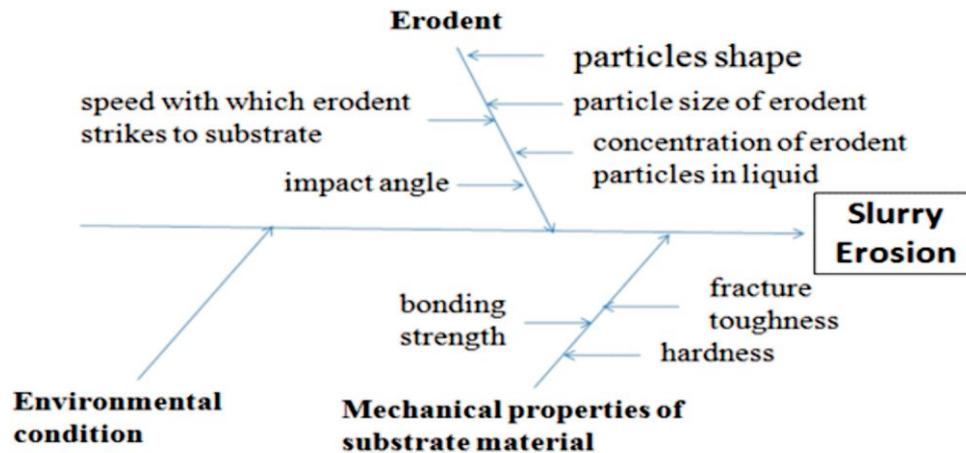 Erodent
particles shape
speed with which erodent
strikes to substrate
particle size of erodent
concentration of erodent
particles in liquid
impact angle
Slurry
Erosion
bonding
strength
fracture
toughness
hardness
Environmental
condition
Mechanical properties of
substrate material